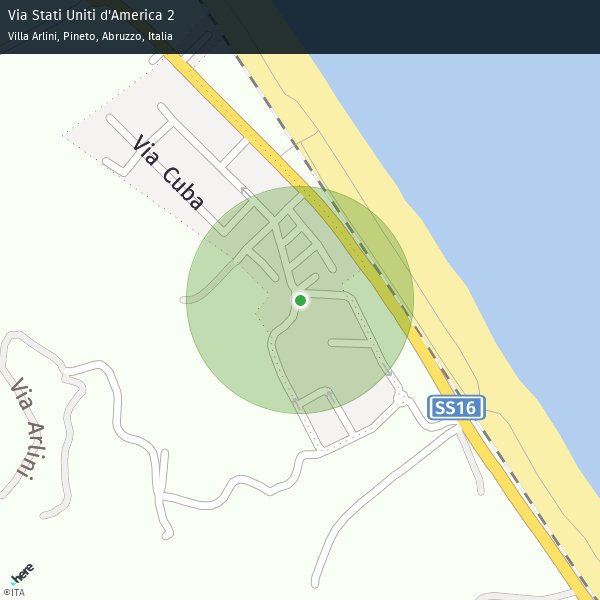 Via Stati Uniti d'America 2
Villa Arlini, Pineto, Abruzzo, Italia
Via Cuba
SS16
Via Arlini
here
©ITA